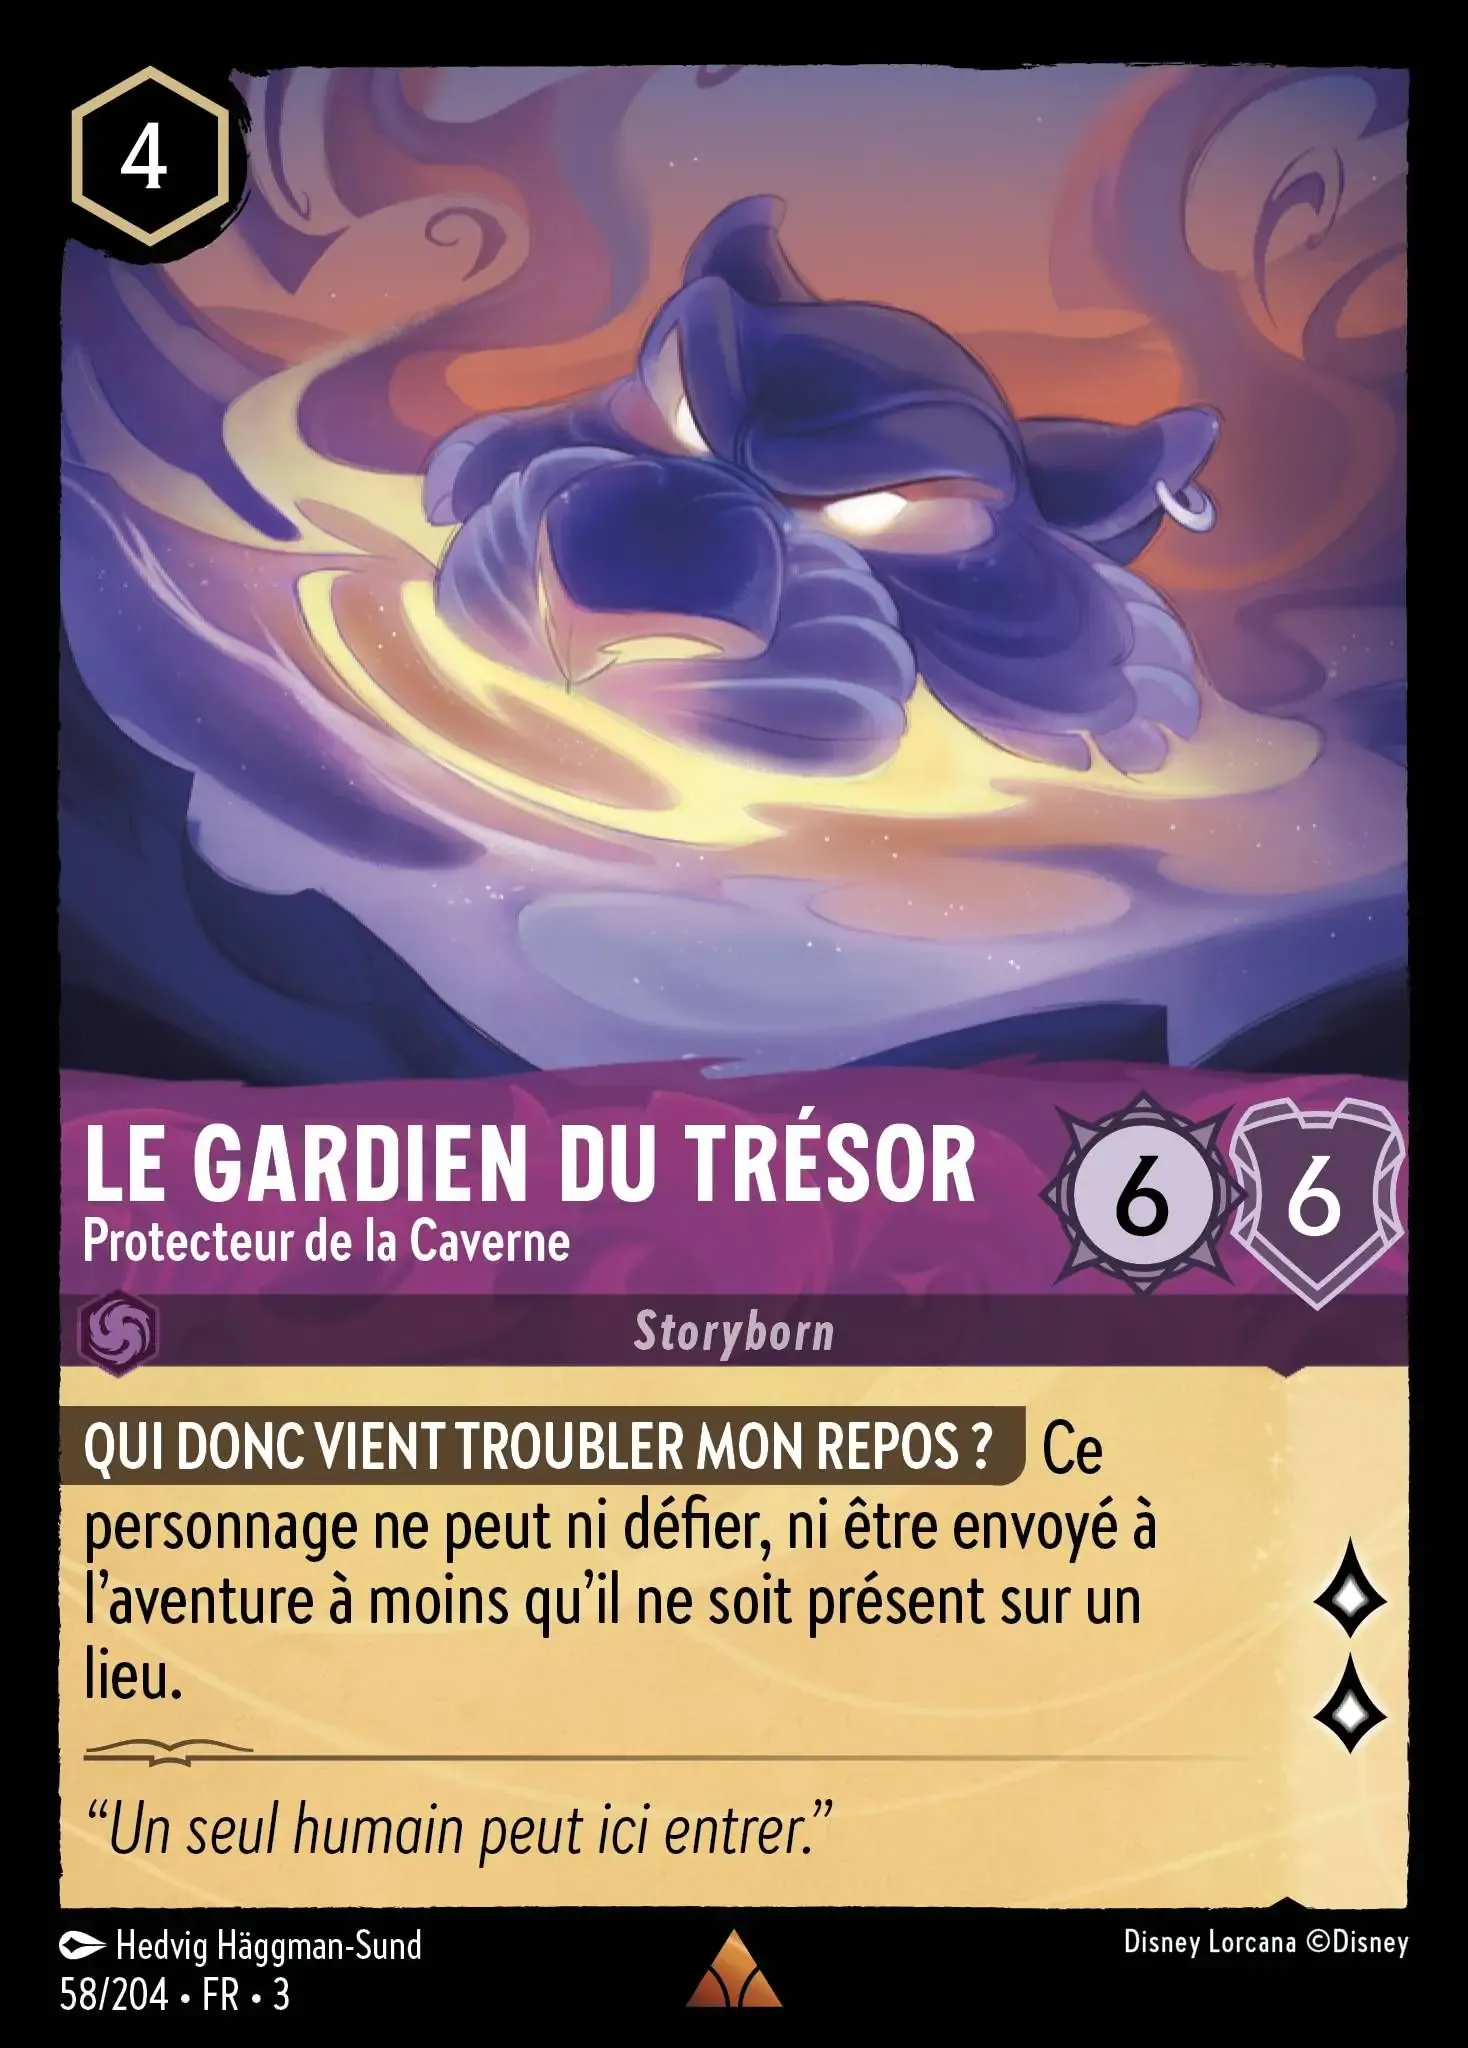 4
LE GARDIEN DU TRÉSOR
Protecteur de la Caverne
6
6
Storyborn
QUI DONC VIENT TROUBLER MON REPOS ? Ce
personnage ne peut ni défier, ni être envoyé à
l’aventure à moins qu’il ne soit présent sur un
lieu.
“Un seul humain peut ici entrer.”
Hedvig Häggman-Sund
Disney Lorcana ©Disney
58/204 • FR • 3